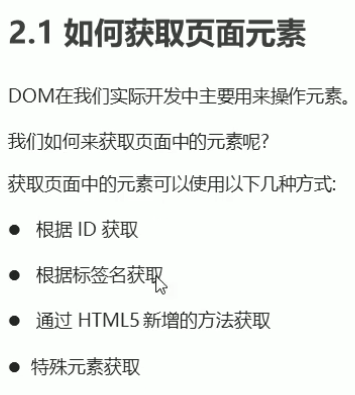 2.1 如何获取页面元素
DOM在我们实际开发中主要用来操作元素。
我们如何来获取页面中的元素呢?
获取页面中的元素可以使用以下几种方式:
● 根据 ID 获取
● 根据标签名获取
● 通过 HTML5 新增的方法获取
● 特殊元素获取